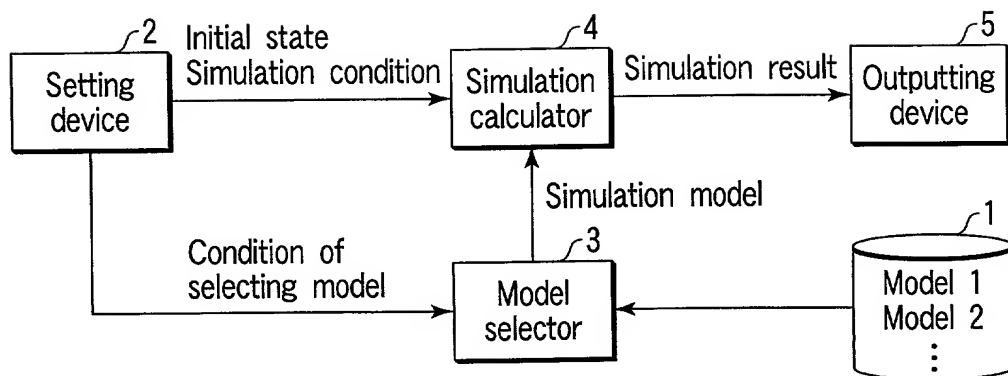 2
Setting
device
Initial state
Simulation condition
4
Simulation
calculator
Simulation result
5
Outputting
device
Simulation model
Condition of
selecting model
3
Model
selector
1
Model 1
Model 2
⋮